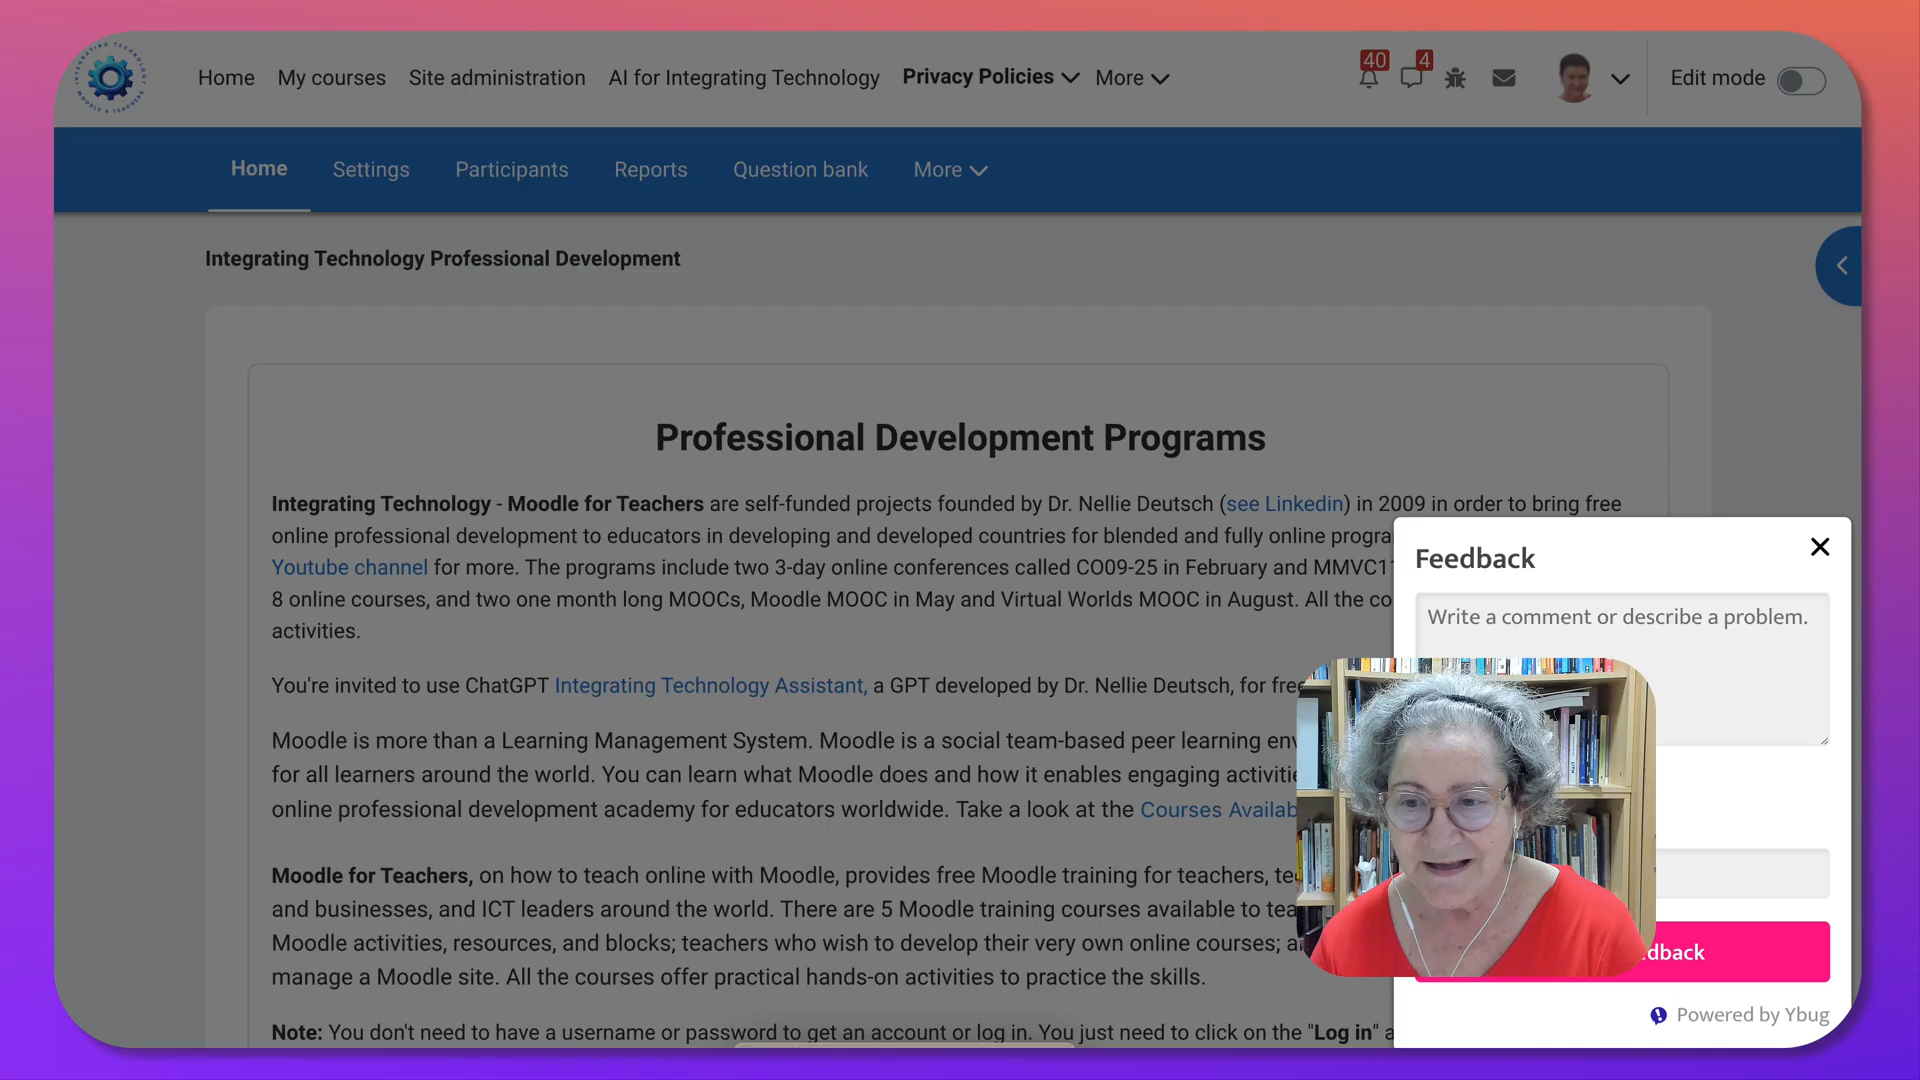 INTEGRATING TECHNOLOGY
MOODLE 4 TEACHERS
Home My courses Site administration AI for Integrating Technology Privacy Policies More 40 4 Edit mode
Home Settings Participants Reports Question bank More
Integrating Technology Professional Development
Professional Development Programs
Integrating Technology - Moodle for Teachers are self-funded projects founded by Dr. Nellie Deutsch (see Linkedin) in 2009 in order to bring free
online professional development to educators in developing and developed countries for blended and fully online
Youtube channel for more. The programs include two 3-day online conferences called CO09-25 in February and
8 online courses, and two one month long MOOCs, Moodle MOOC in May and Virtual Worlds MOOC in August. All the
activities.
You're invited to use ChatGPT Integrating Technology Assistant, a GPT developed by Dr. Nellie Deutsch, for
Moodle is more than a Learning Management System. Moodle is a social team-based peer learning
for all learners around the world. You can learn what Moodle does and how it enables engaging
online professional development academy for educators worldwide. Take a look at the Courses
Moodle for Teachers, on how to teach online with Moodle, provides free Moodle training for teachers,
and businesses, and ICT leaders around the world. There are 5 Moodle training courses available to
Moodle activities, resources, and blocks; teachers who wish to develop their very own online courses;
manage a Moodle site. All the courses offer practical hands-on activities to practice the skills.
Note: You don't need to have a username or password to get an account or log in. You just need to click on the "Log in"
Feedback
Write a comment or describe a problem.
dback
Powered by Ybug